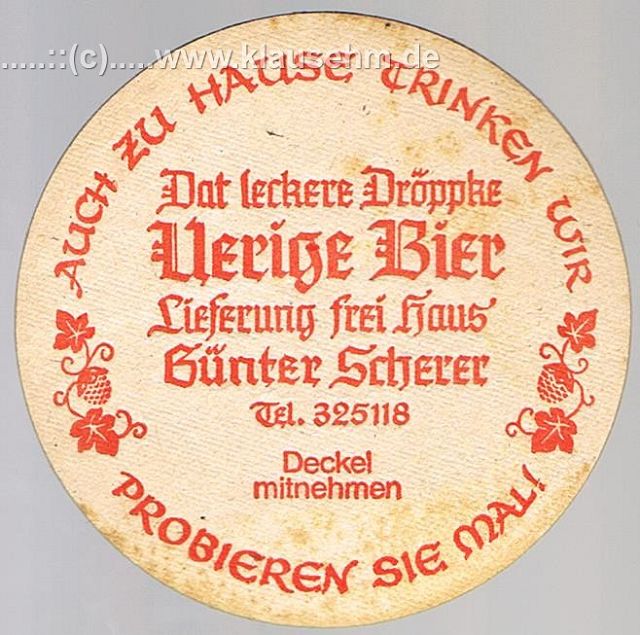 .....::(c).....www.klausehm.de
AUCH ZU HAUSE TRINKEN WIR
Dat leckere Dröppke
Uerige Bier
Lieferung frei Haus
Günter Scherer
Tel. 325118
Deckel
mitnehmen
PROBIEREN SIE MAL!